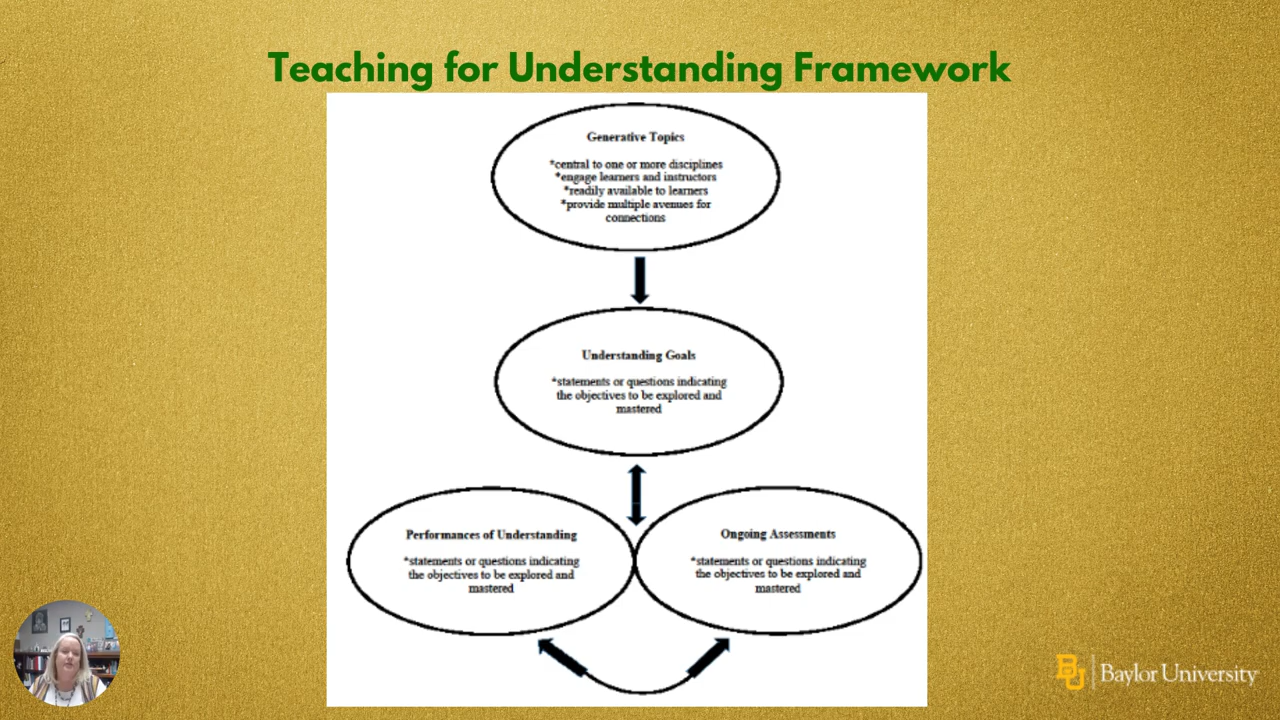 Teaching for Understanding Framework
Generative Topics
*central to one or more disciplines
*engage learners and instructors
*readily available to learners
*provide multiple avenues for
connections
Understanding Goals
*statements or questions indicating
the objectives to be explored and
mastered
Performances of Understanding
*statements or questions indicating
the objectives to be explored and
mastered
Ongoing Assessments
*statements or questions indicating
the objectives to be explored and
mastered
BU Baylor University